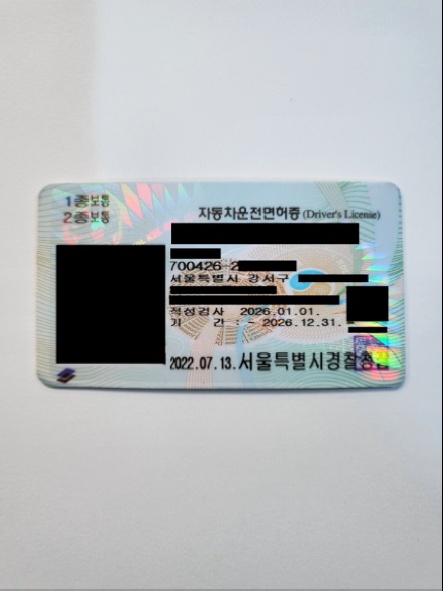 1종보통
2종보통
자동차운전면허증 (Driver's License)
700426-2
서울특별시 강서구
적성검사 2026.01.01.
기 간 : ~ 2026.12.31.
2022.07.13. 서울특별시경찰청장